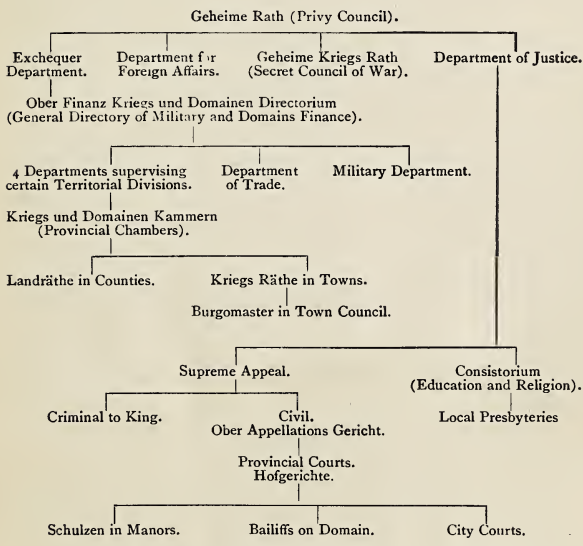 Geheime Rath (Privy Council).
Exchequer Department.
Department for Foreign Affairs.
Geheime Kriegs Rath (Secret Council of War).
Department of Justice.
Ober Finanz Kriegs und Domainen Directorium
(General Directory of Military and Domains Finance).
4 Departments supervising certain Territorial Divisions.
Department of Trade.
Military Department.
Kriegs und Domainen Kammern
(Provincial Chambers).
Landräthe in Counties.
Kriegs Räthe in Towns.
Burgomaster in Town Council.
Supreme Appeal.
Consistorium
(Education and Religion).
Criminal to King.
Civil.
Ober Appellations Gericht.
Local Presbyteries
Provincial Courts.
Hofgerichte.
Schulzen in Manors.
Bailiffs on Domain.
City Courts.